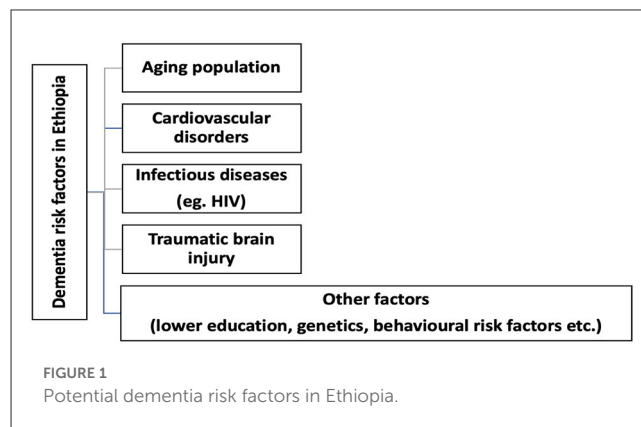 Dementia risk factors in Ethiopia
Aging population
Cardiovascular
disorders
Infectious diseases
(eg. HIV)
Traumatic brain
injury
Other factors
(lower education, genetics, behavioural risk factors etc.)
FIGURE 1
Potential dementia risk factors in Ethiopia.